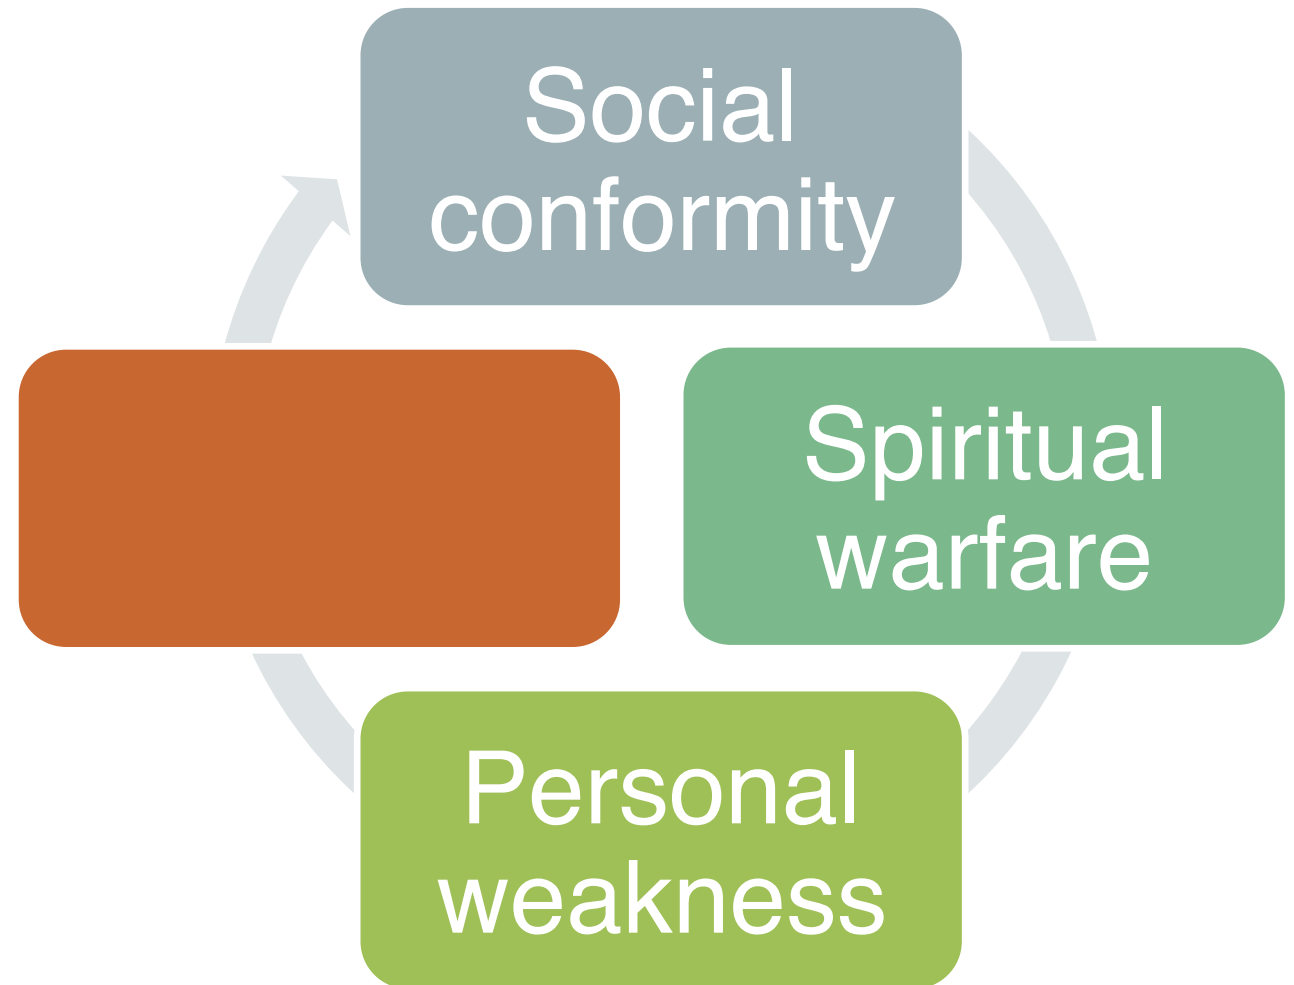 Social
conformity
Spiritual
warfare
Personal
weakness